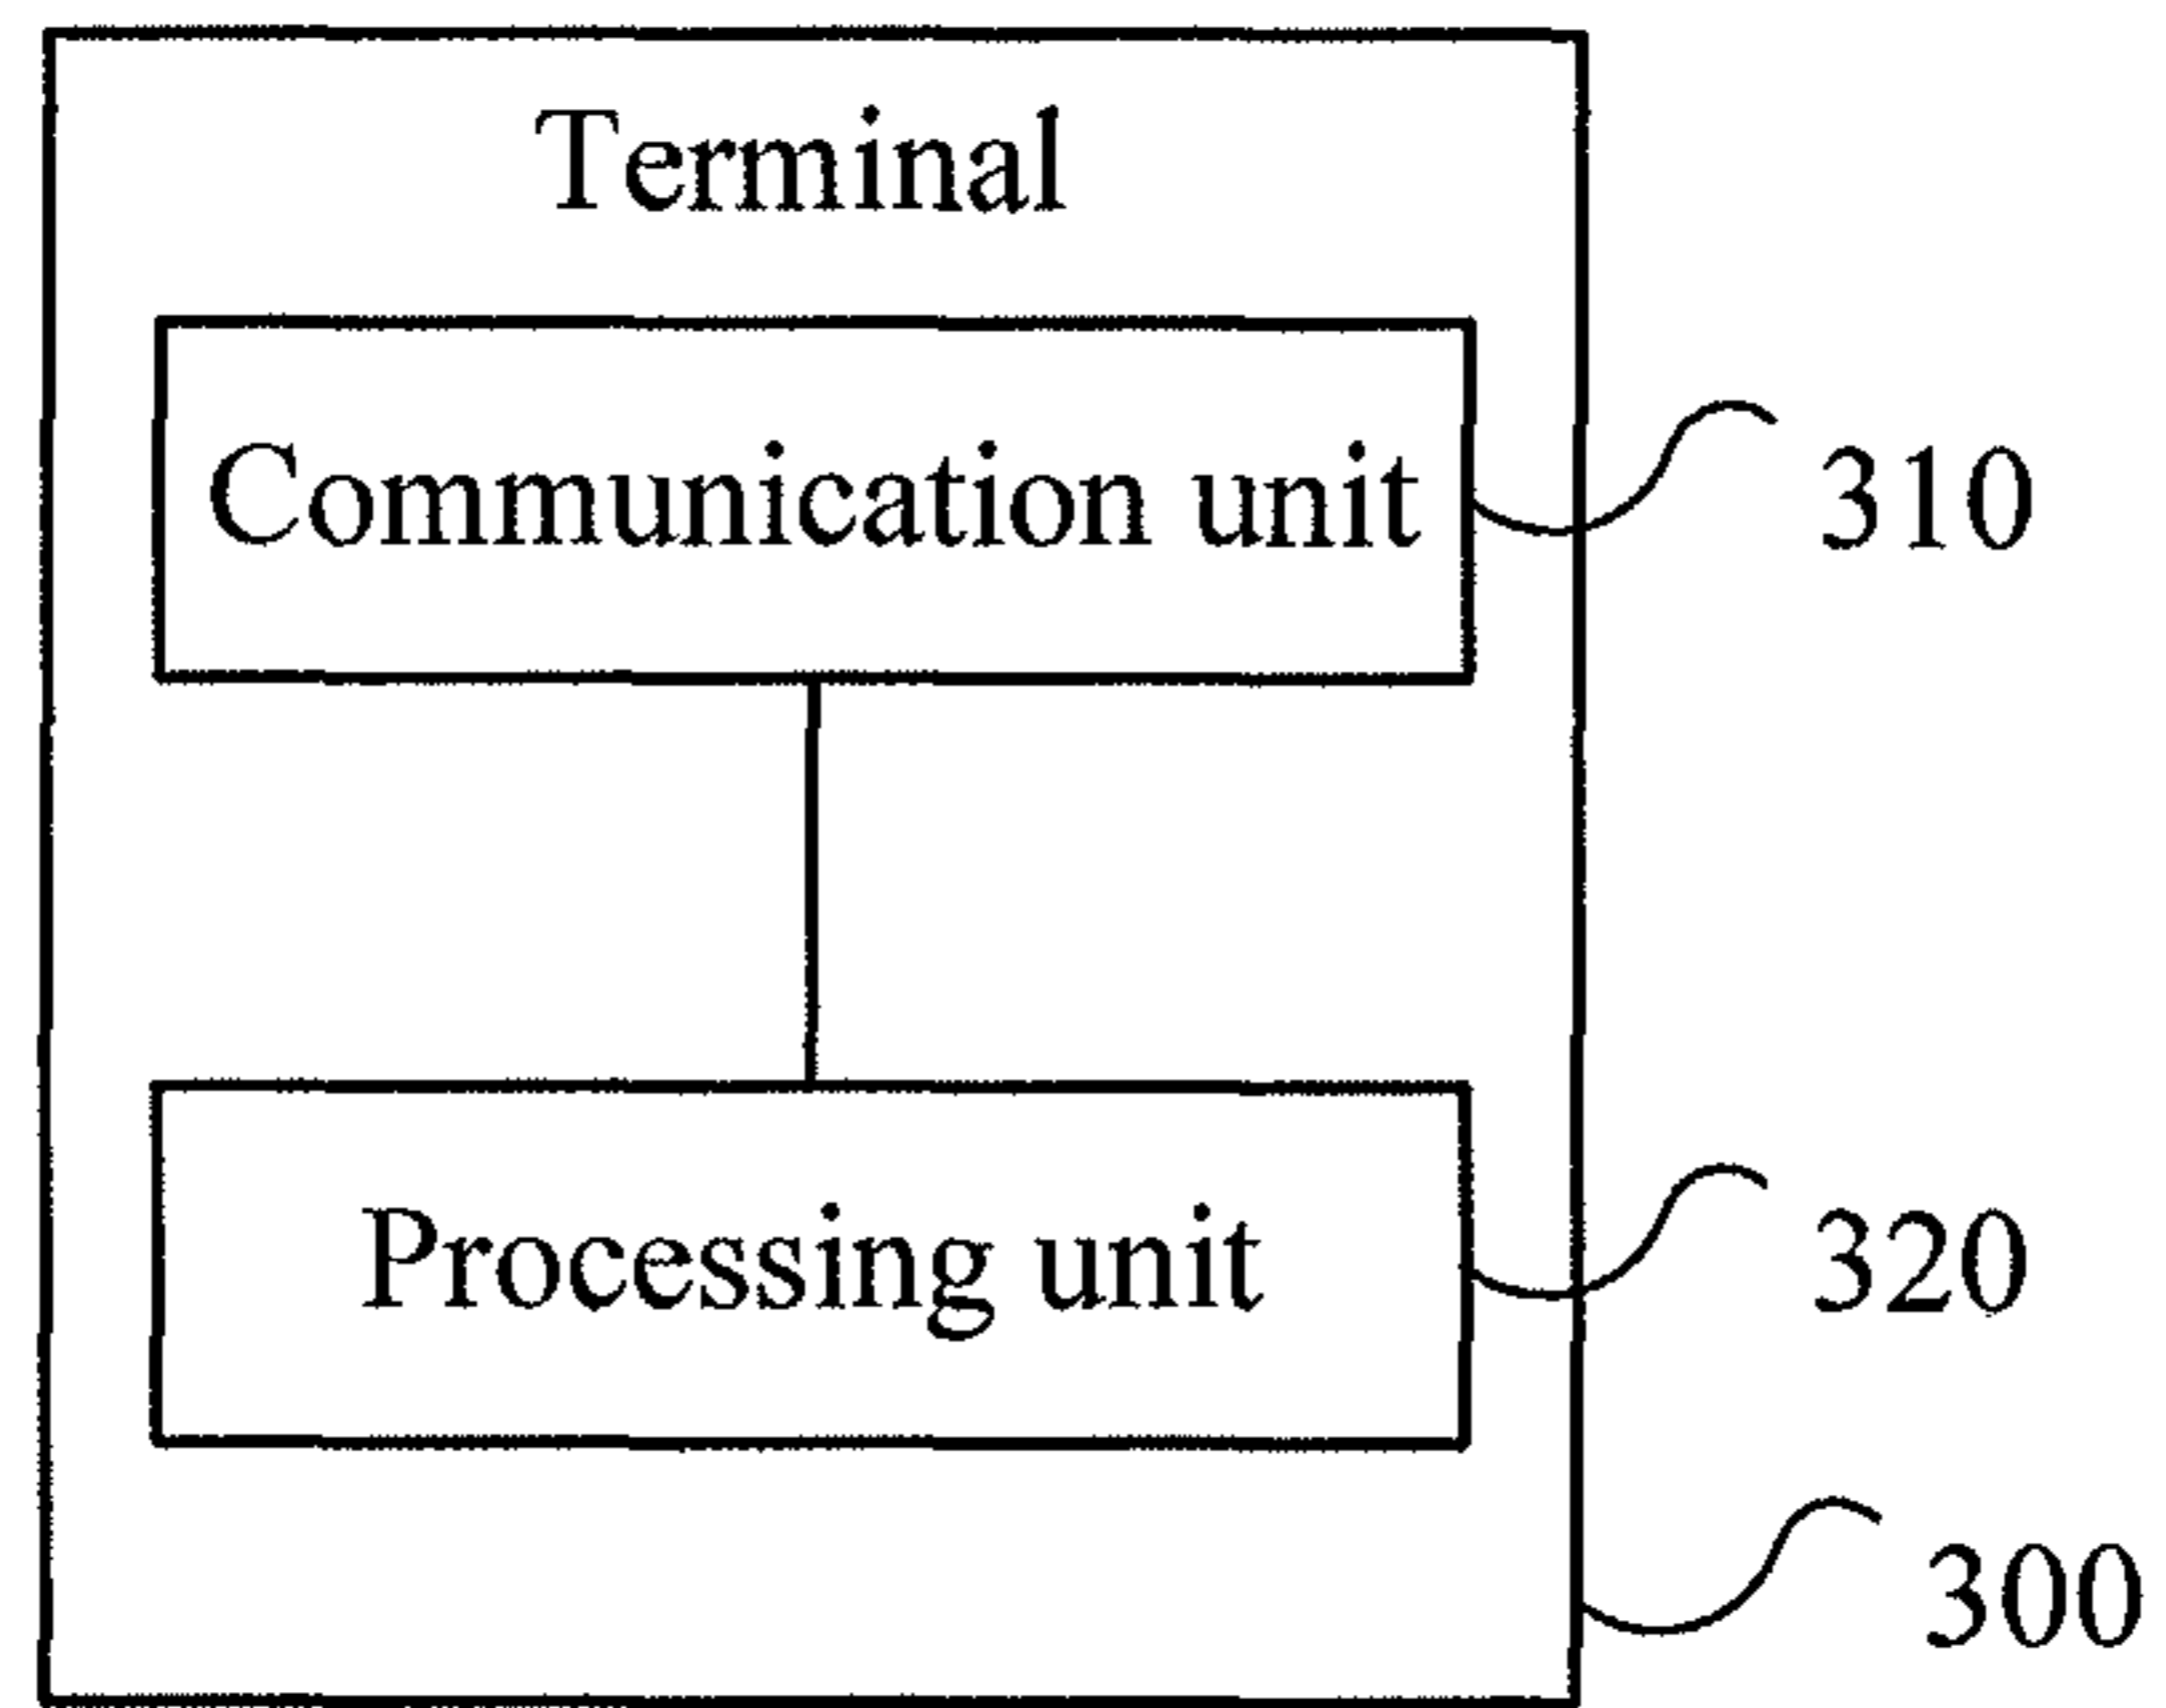 Terminal
Communication unit
310
Processing unit
320
300